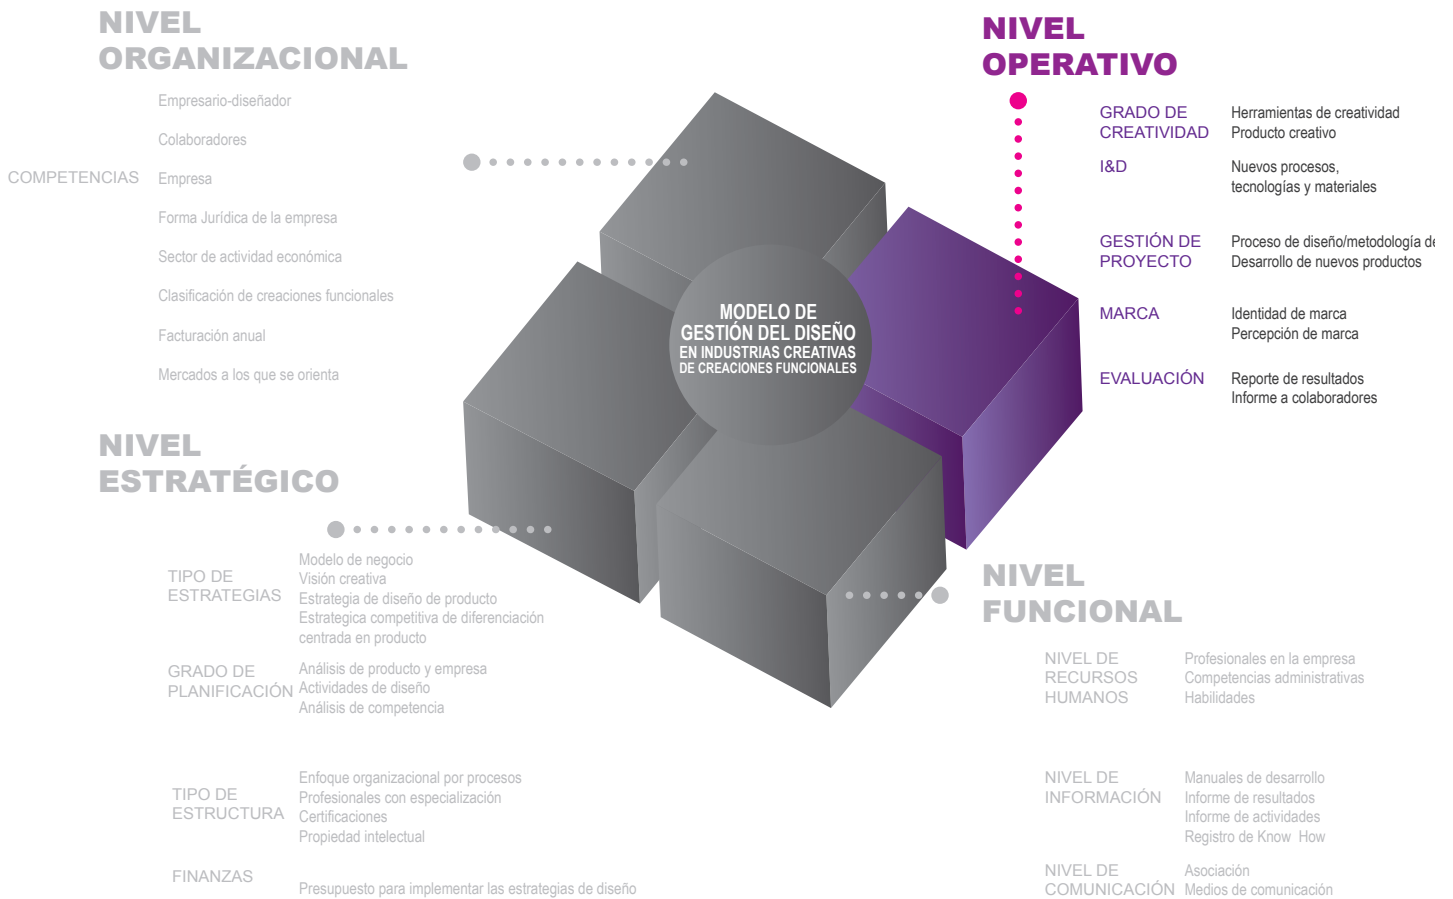 NIVEL
ORGANIZACIONAL
Empresario-diseñador
Colaboradores
COMPETENCIAS
Empresa
Forma Jurídica de la empresa
Sector de actividad económica
Clasificación de creaciones funcionales
Facturación anual
Mercados a los que se orienta
NIVEL
OPERATIVO
GRADO DE
CREATIVIDAD
Herramientas de creatividad
Producto creativo
I&D
Nuevos procesos,
tecnologías y materiales
GESTIÓN DE
PROYECTO
Proceso de diseño/metodología de
Desarrollo de nuevos productos
MARCA
Identidad de marca
Percepción de marca
EVALUACIÓN
Reporte de resultados
Informe a colaboradores
MODELO DE
GESTIÓN DEL DISEÑO
EN INDUSTRIAS CREATIVAS
DE CREACIONES FUNCIONALES
NIVEL
ESTRATÉGICO
TIPO DE
ESTRATEGIAS
Modelo de negocio
Visión creativa
Estrategia de diseño de producto
Estrategica competitiva de diferenciación
centrada en producto
GRADO DE
PLANIFICACIÓN
Análisis de producto y empresa
Actividades de diseño
Análisis de competencia
TIPO DE
ESTRUCTURA
Enfoque organizacional por procesos
Profesionales con especialización
Certificaciones
Propiedad intelectual
FINANZAS
Presupuesto para implementar las estrategias de diseño
NIVEL
FUNCIONAL
NIVEL DE
RECURSOS
HUMANOS
Profesionales en la empresa
Competencias administrativas
Habilidades
NIVEL DE
INFORMACIÓN
Manuales de desarrollo
Informe de resultados
Informe de actividades
Registro de Know How
NIVEL DE
COMUNICACIÓN
Asociación
Medios de comunicación